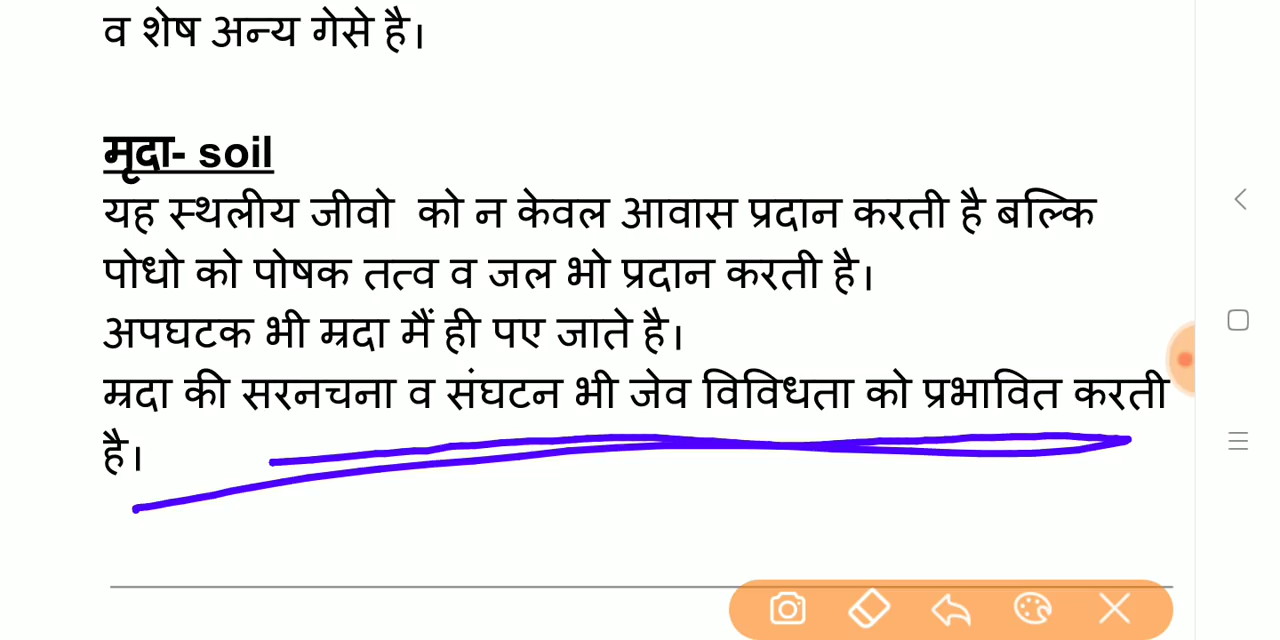 व शेष अन्य गेसे है।
मृदा- soil
यह स्थलीय जीवो को न केवल आवास प्रदान करती है बल्कि
पोधो को पोषक तत्व व जल भो प्रदान करती है।
अपघटक भी म्रदा मैं ही पए जाते है।
म्रदा की सरनचना व संघटन भी जेव विविधता को प्रभावित करती
है।